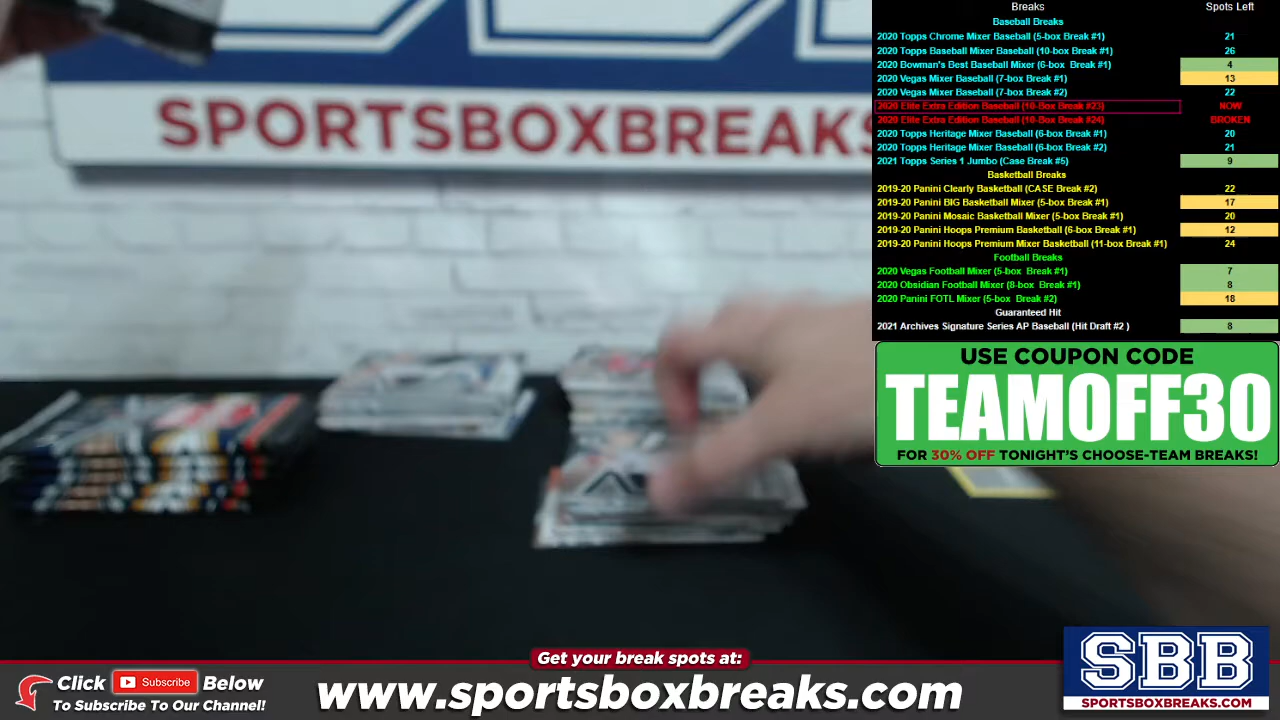 SPORTSBOXBREAKS
Breaks Spots Left
Baseball Breaks
2020 Topps Chrome Mixer Baseball (5-box Break #1) 21
2020 Topps Baseball Mixer Baseball (10-box Break #1) 26
2020 Bowman's Best Baseball Mixer (6-box Break #1) 4
2020 Vegas Mixer Baseball (7-box Break #1) 13
2020 Vegas Mixer Baseball (7-box Break #2) 22
2020 Elite Extra Edition Baseball (10-Box Break #23) NOW
2020 Elite Extra Edition Baseball (10-Box Break #24) BROKEN
2020 Topps Heritage Mixer Baseball (6-box Break #1) 20
2020 Topps Heritage Mixer Baseball (6-box Break #2) 21
2021 Topps Series 1 Jumbo (Case Break #5) 9
Basketball Breaks
2019-20 Panini Clearly Basketball (CASE Break #2) 22
2019-20 Panini BIG Basketball Mixer (5-box Break #1) 17
2019-20 Panini Mosaic Basketball Mixer (5-box Break #1) 20
2019-20 Panini Hoops Premium Basketball (6-box Break #1) 12
2019-20 Panini Hoops Premium Mixer Basketball (11-box Break #1) 24
Football Breaks
2020 Vegas Football Mixer (5-box Break #1) 7
2020 Obsidian Football Mixer (8-box Break #1) 8
2020 Panini FOTL Mixer (5-box Break #2) 18
Guaranteed Hit
2021 Archives Signature Series AP Baseball (Hit Draft #2 ) 8
USE COUPON CODE
TEAMOFF30
FOR 30% OFF TONIGHT'S CHOOSE-TEAM BREAKS!
Get your break spots at:
Click Subscribe Below
To Subscribe To Our Channel!
www.sportsboxbreaks.com
SBB
SPORTSBOXBREAKS.COM